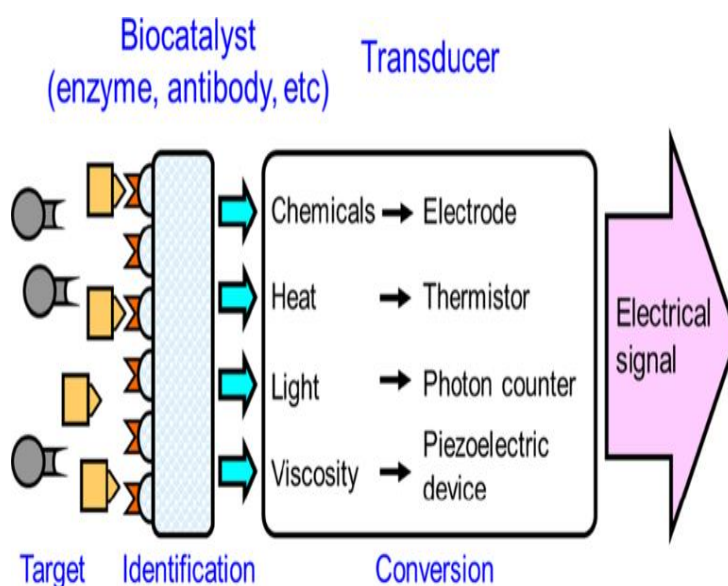 Biocatalyst
(enzyme, antibody, etc)
Transducer
Chemicals → Electrode
Heat → Thermistor
Light → Photon counter
Viscosity → Piezoelectric
device
Electrical
signal
Target
Identification
Conversion